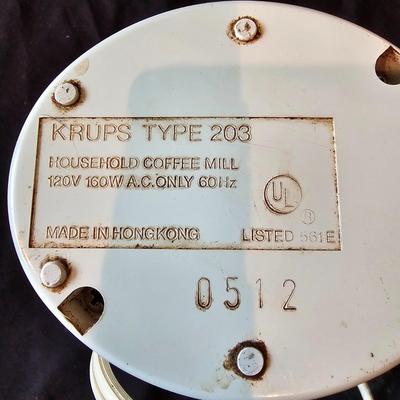 KRUPS TYPE 203
HOUSEHOLD COFFEE MILL
120V 160W A.C. ONLY 60Hz
UL ®
MADE IN HONGKONG LISTED 561E
0512